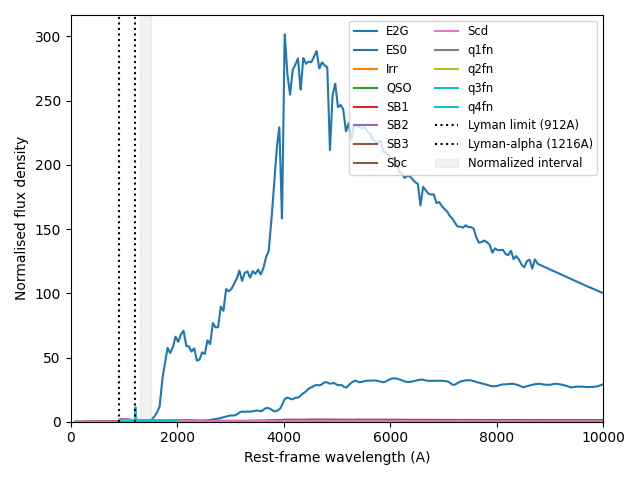 Normalised flux density
300
250
200
150
100
50
0
0
2000
4000
6000
8000
10000
Rest-frame wavelength (A)
E2G
ES0
Irr
QSO
SB1
SB2
SB3
Sbc
Scd
q1fn
q2fn
q3fn
q4fn
Lyman limit (912A)
Lyman-alpha (1216A)
Normalized interval